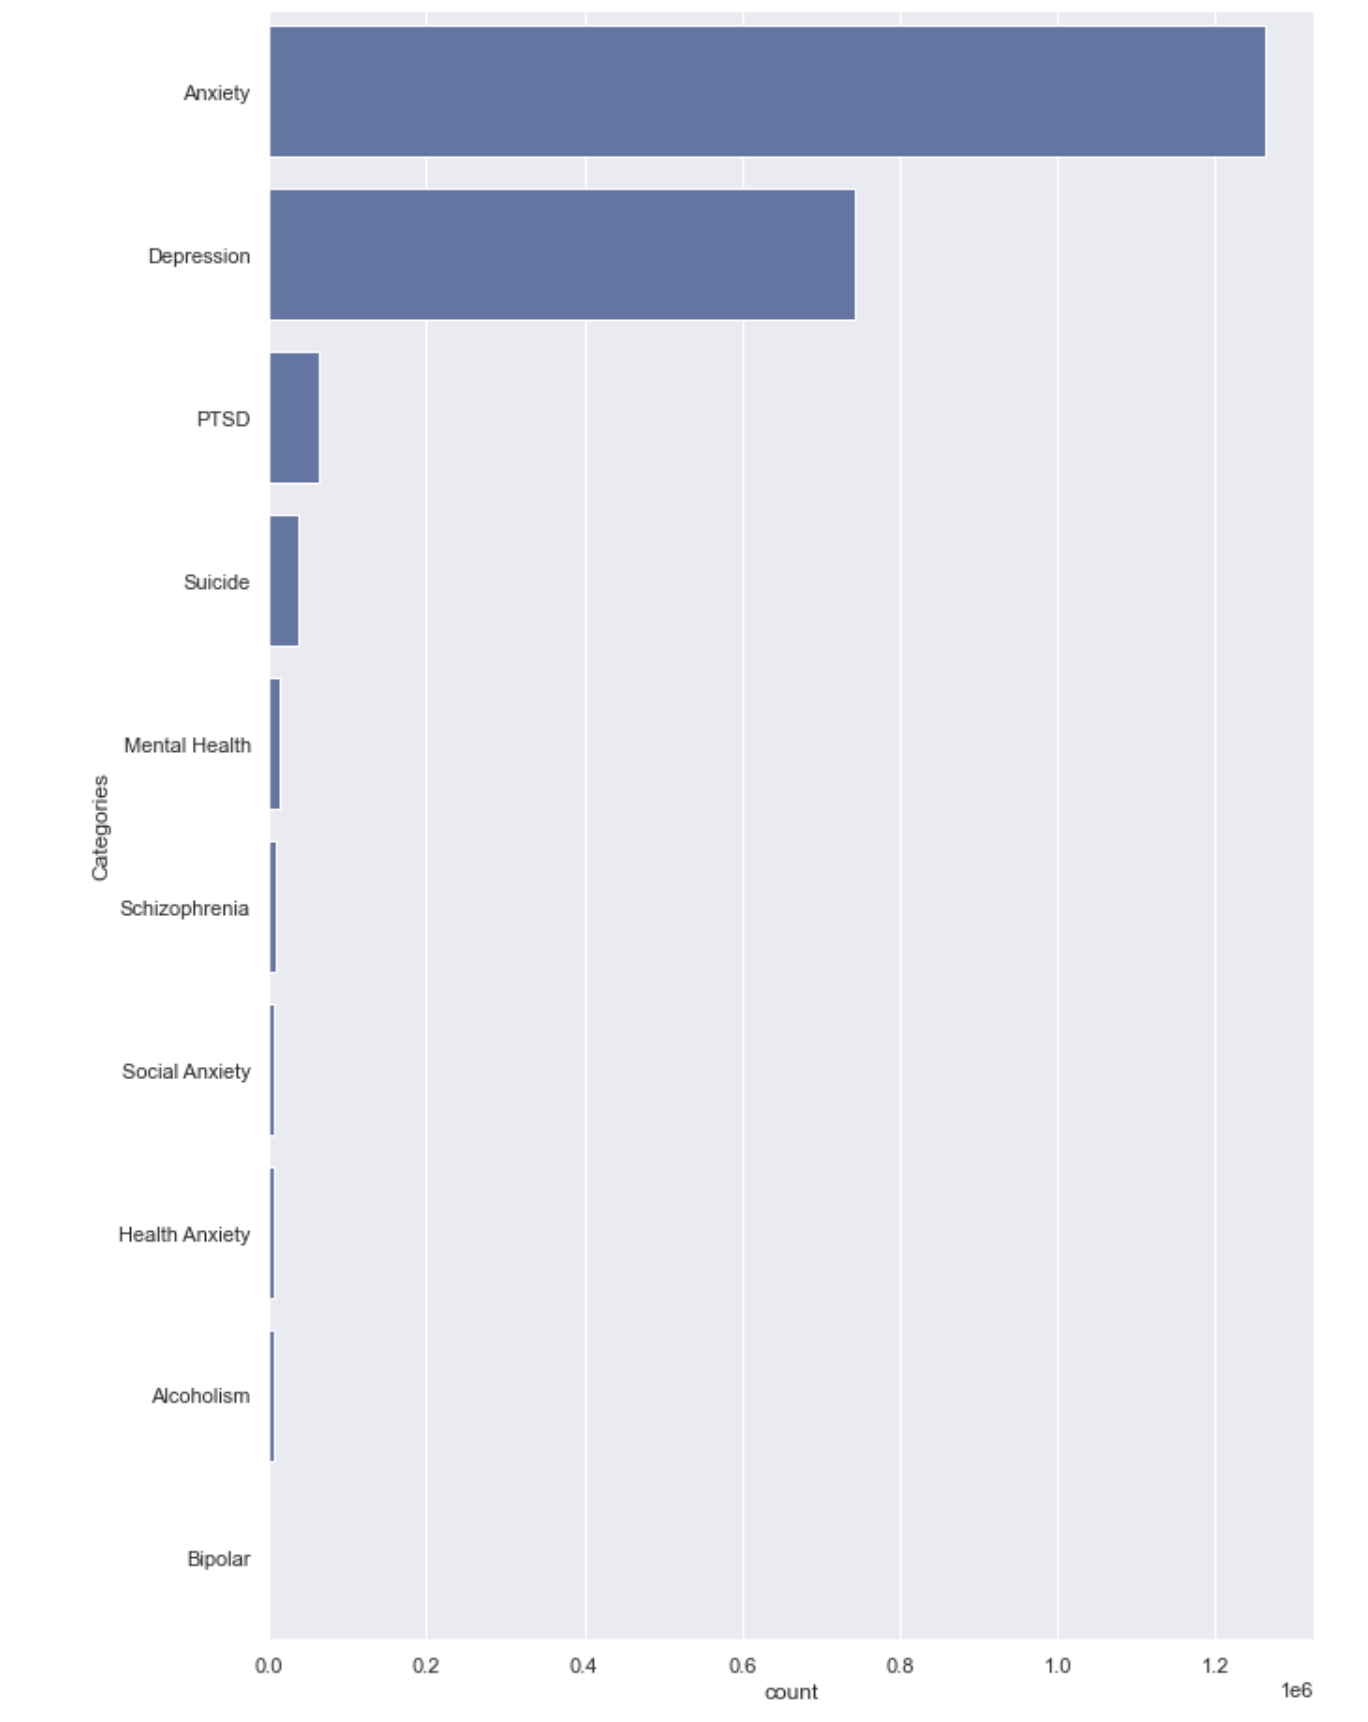 Anxiety
Depression
PTSD
Suicide
Mental Health
Categories
Schizophrenia
Social Anxiety
Health Anxiety
Alcoholism
Bipolar
0.0 0.2 0.4 0.6 0.8 1.0 1.2
count
1e6